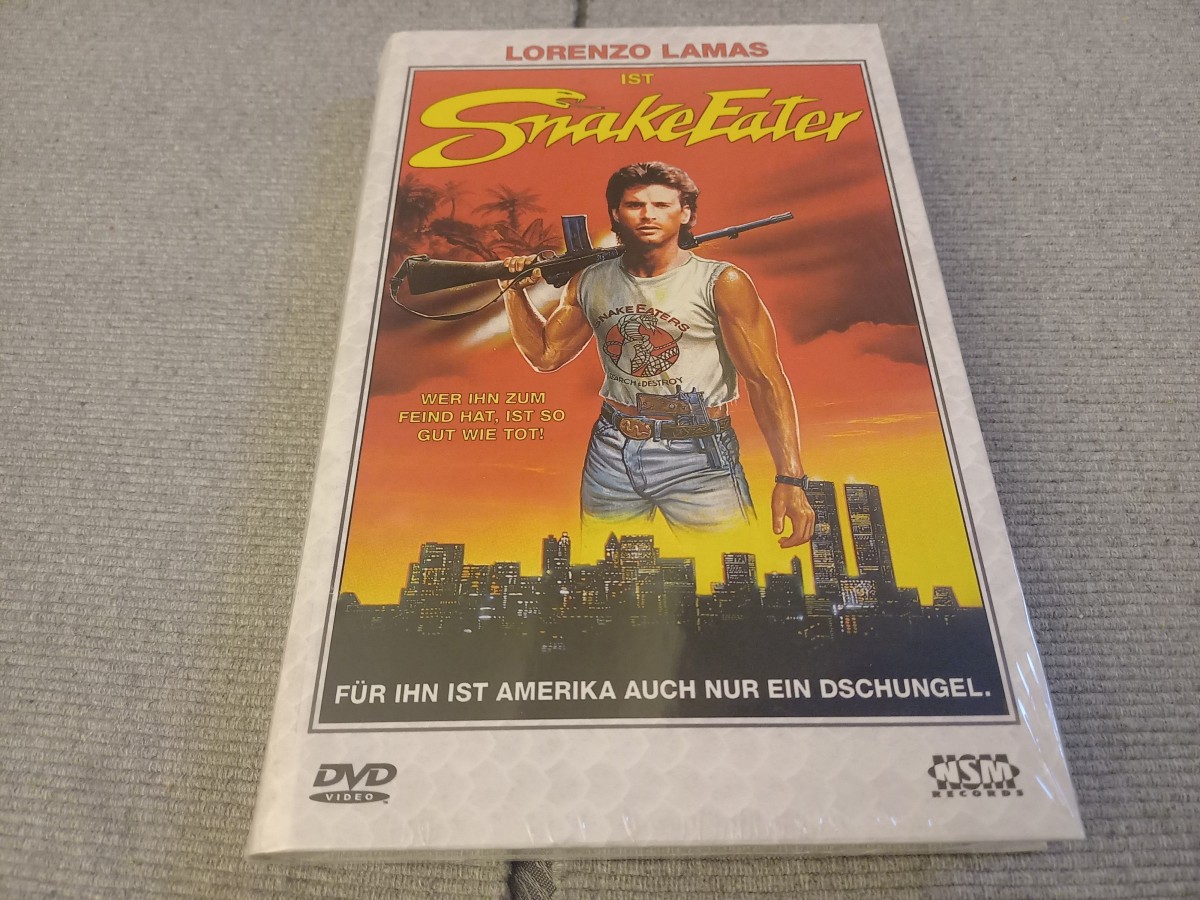 LORENZO LAMAS
IST
SnakeEater
SNAKE EATERS
SEARCH & DESTROY
WER IHN ZUM
FEIND HAT, IST SO
GUT WIE TOT!
FÜR IHN IST AMERIKA AUCH NUR EIN DSCHUNGEL.
DVD
VIDEO
NSM
RECORDS